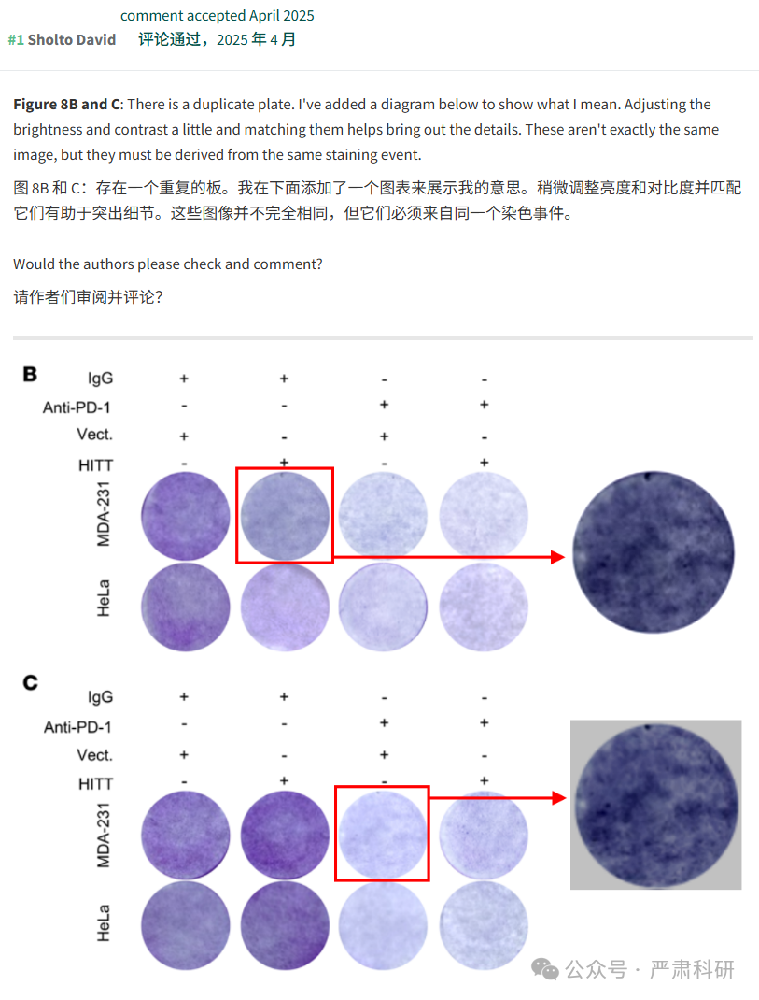 comment accepted April 2025
#1 Sholto David 评论通过，2025 年 4 月
Figure 8B and C: There is a duplicate plate. I've added a diagram below to show what I mean. Adjusting the
brightness and contrast a little and matching them helps bring out the details. These aren't exactly the same
image, but they must be derived from the same staining event.
图 8B 和 C：存在一个重复的板。我在下面添加了一个图表来展示我的意思。稍微调整亮度和对比度并匹配
它们有助于突出细节。这些图像并不完全相同，但它们必须来自同一个染色事件。
Would the authors please check and comment?
请作者们审阅并评论？
B
IgG + + - -
Anti-PD-1 - - + +
Vect. + - + -
HITT - + - +
MDA-231
HeLa
C
IgG + + - -
Anti-PD-1 - - + +
Vect. + - + -
HITT - + - +
MDA-231
HeLa
公众号 · 严肃科研